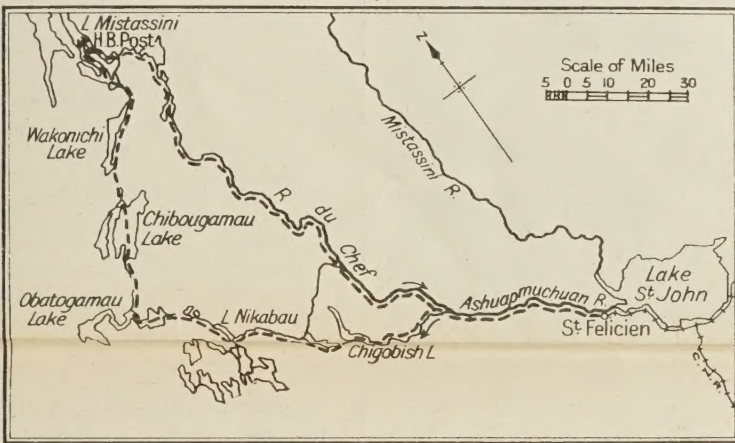 L Mistassini
H.B.Post
N
Scale of Miles
5 0 5 10 20 30
Wakonichi
Lake
Mistassini R.
Chibougamau
Lake
R du Chef
Obatogamau
Lake
L Nikabau
Ashuapmuchuan R.
Lake
St John
St Felicien
Chigobish L